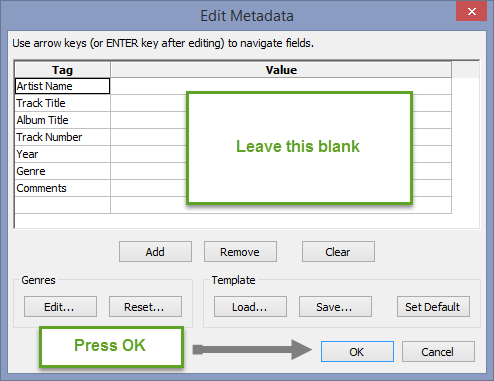 Edit Metadata
Use arrow keys (or ENTER key after editing) to navigate fields.
Tag Value
Artist Name
Track Title
Album Title
Track Number
Year
Genre
Comments
Leave this blank
Add Remove Clear
Genres Template
Edit... Reset... Load... Save... Set Default
Press OK
OK Cancel